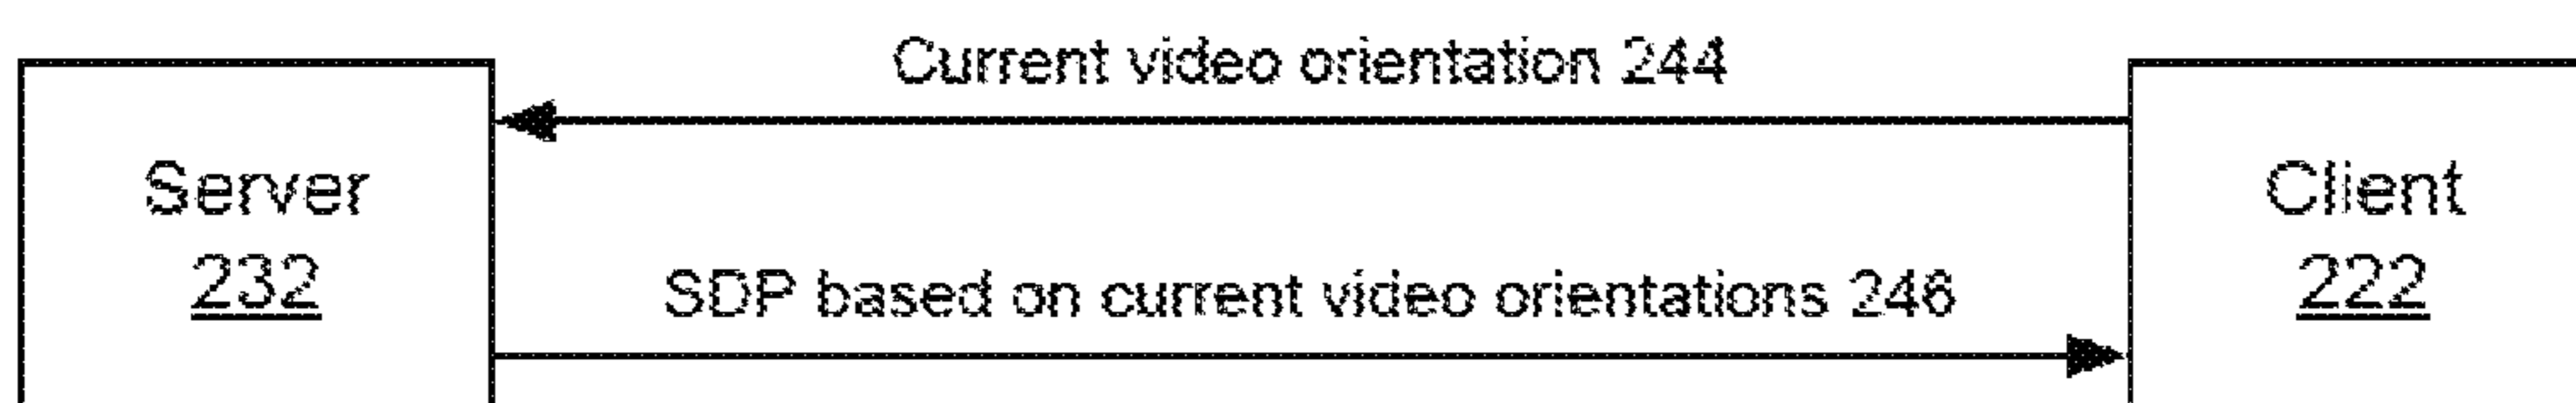 Current video orientation 244
Server
232
Client
222
SDP based on current video orientations 246